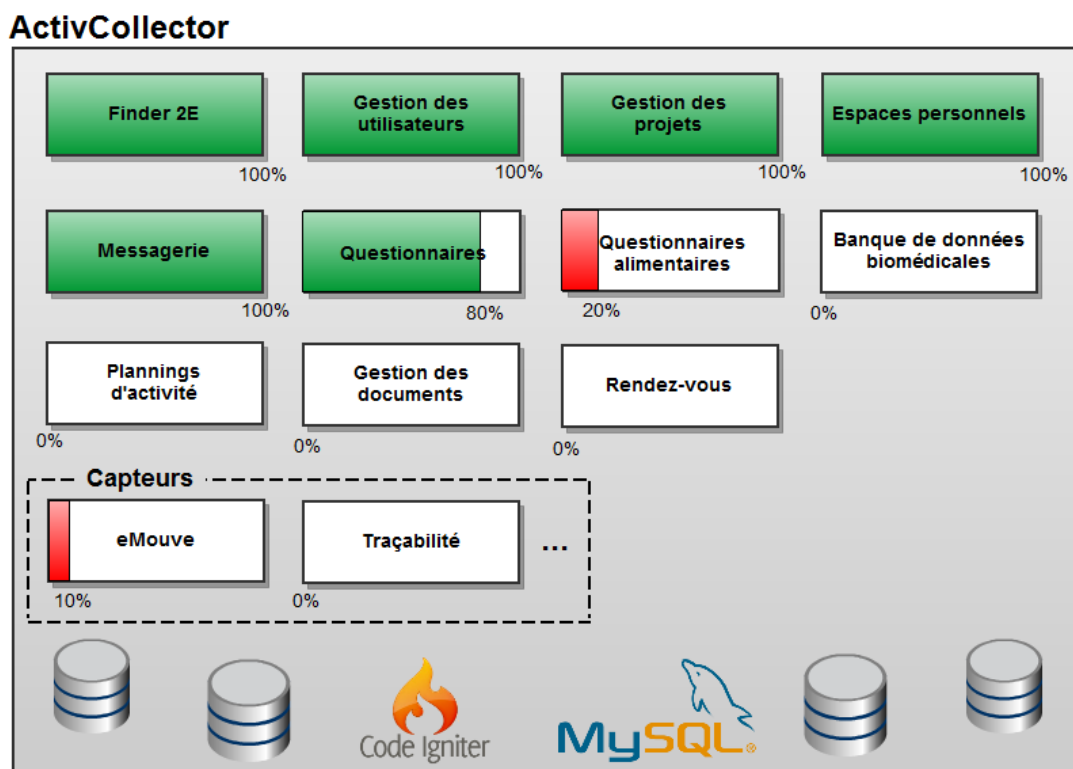 ActivCollector
Finder 2E
100%
Gestion des
utilisateurs
100%
Gestion des
projets
100%
Espaces personnels
100%
Messagerie
100%
Questionnaires
80%
Questionnaires
alimentaires
20%
Banque de données
biomédicales
0%
Plannings
d'activité
0%
Gestion des
documents
0%
Rendez-vous
0%
Capteurs
eMouve
10%
Traçabilité
0%
...
Code Igniter
MySQL®